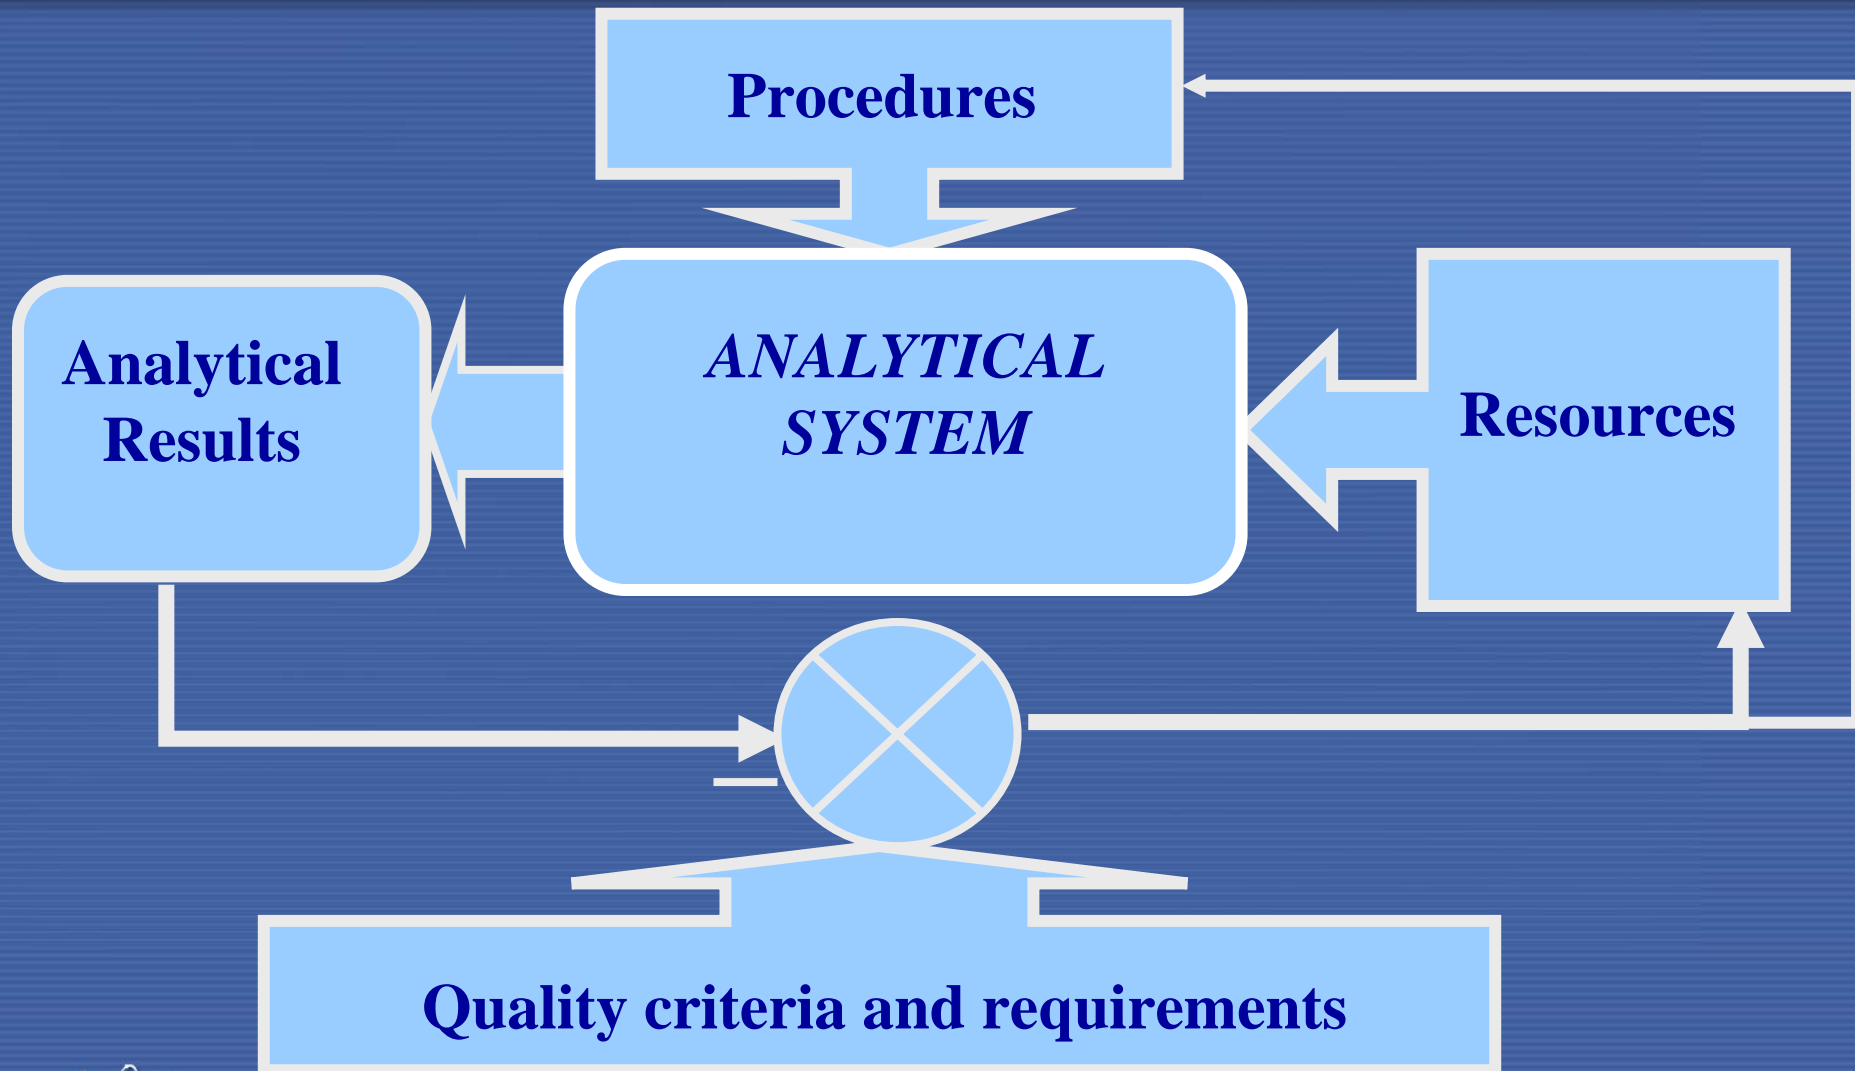 Procedures
Analytical
Results
ANALYTICAL
SYSTEM
Resources
Quality criteria and requirements